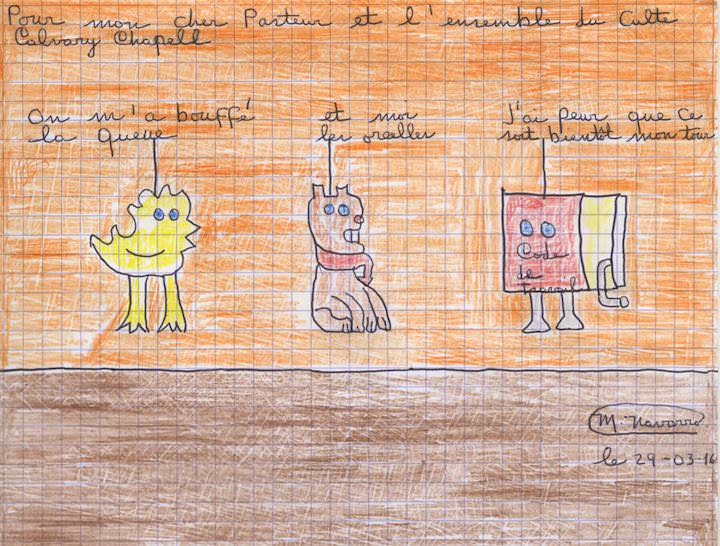 Pour mon cher Pasteur et l'ensemble du Culte
Calvary Chapell
On m'a bouffé
la queue
et moi
les oreilles
J'ai peur que ce
soit bientôt mon tour
Code
de
travail
M. Navarro
le 29-03-16